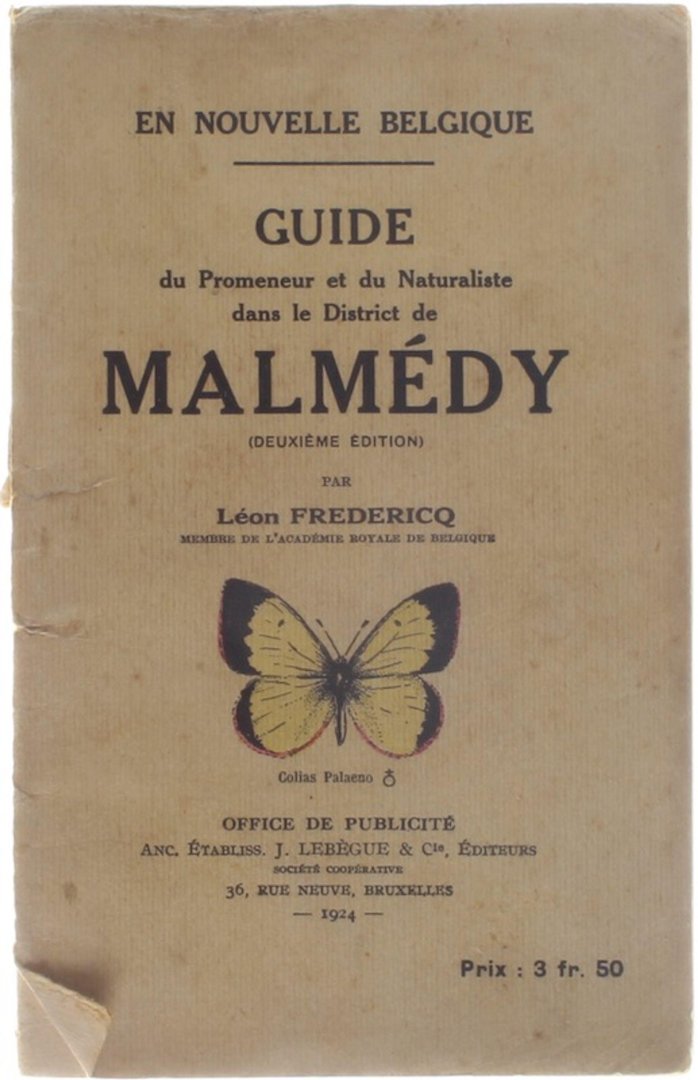 EN NOUVELLE BELGIQUE
GUIDE
du Promeneur et du Naturaliste
dans le District de
MALMÉDY
(DEUXIÈME ÉDITION)
PAR
Léon FREDERICQ
MEMBRE DE L'ACADÉMIE ROYALE DE BELGIQUE
Colias Palaeno ♁
OFFICE DE PUBLICITÉ
ANC. ÉTABLISS. J. LEBÈGUE & Cie, ÉDITEURS
SOCIÉTÉ COOPÉRATIVE
36, RUE NEUVE, BRUXELLES
— 1924 —
Prix : 3 fr. 50